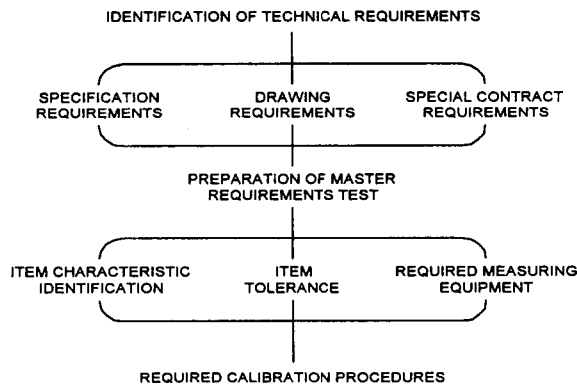 IDENTIFICATION OF TECHNICAL REQUIREMENTS
SPECIFICATION
REQUIREMENTS
DRAWING
REQUIREMENTS
SPECIAL CONTRACT
REQUIREMENTS
PREPARATION OF MASTER
REQUIREMENTS TEST
ITEM CHARACTERISTIC
IDENTIFICATION
ITEM
TOLERANCE
REQUIRED MEASURING
EQUIPMENT
REQUIRED CALIBRATION PROCEDURES